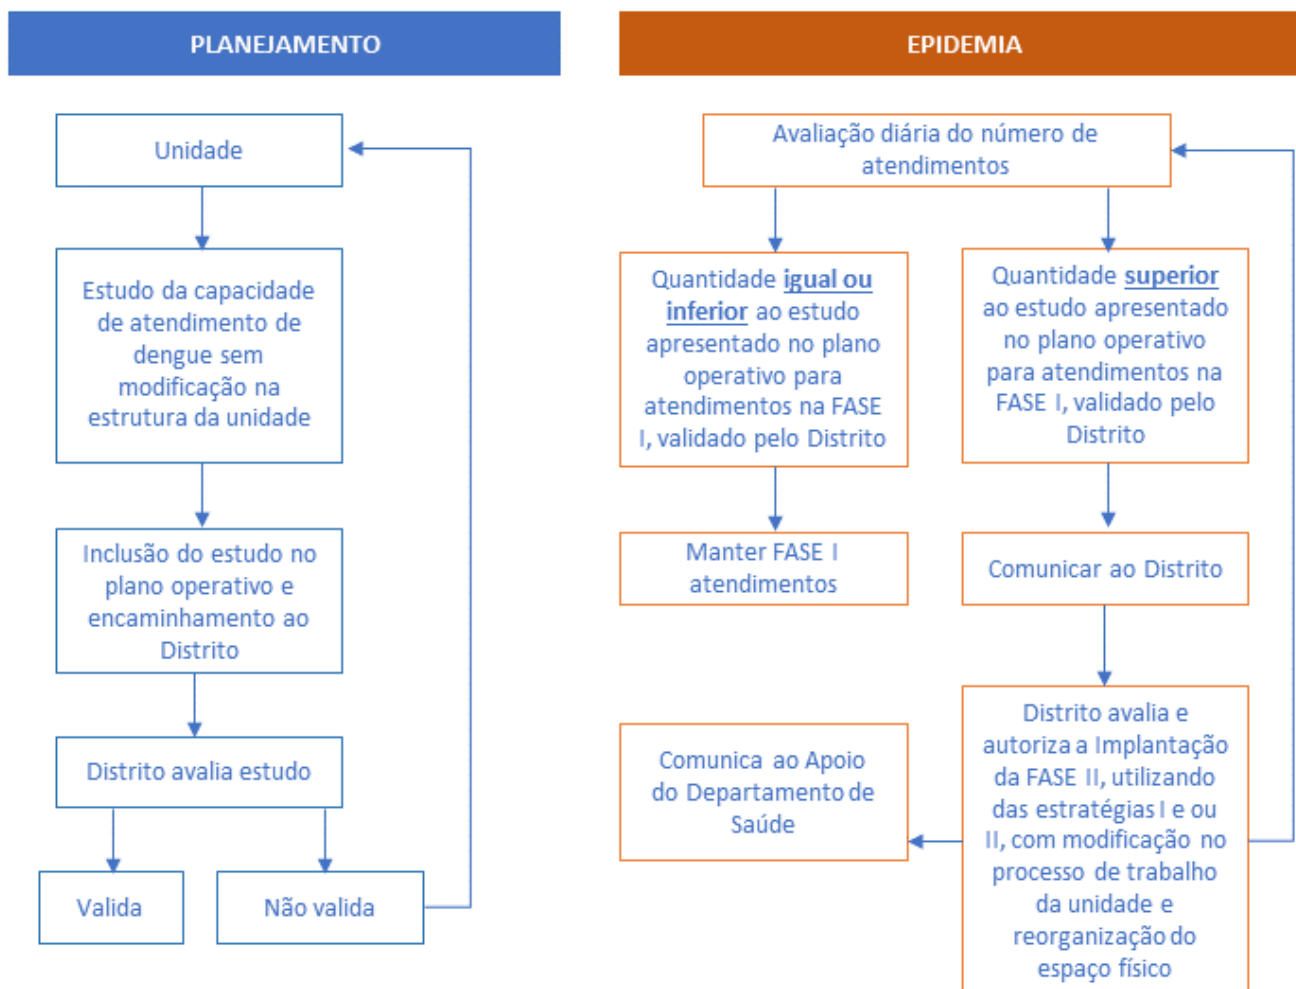 PLANEJAMENTO
Unidade
Estudo da capacidade
de atendimento de
dengue sem
modificação na
estrutura da unidade
Inclusão do estudo no
plano operativo e
encaminhamento ao
Distrito
Distrito avalia estudo
Valida
Não valida
EPIDEMIA
Avaliação diária do número de
atendimentos
Quantidade igual ou
inferior ao estudo
apresentado no plano
operativo para
atendimentos na FASE
I, validado pelo Distrito
Manter FASE I
atendimentos
Quantidade superior
ao estudo apresentado
no plano operativo
para atendimentos na
FASE I, validado pelo
Distrito
Comunicar ao Distrito
Distrito avalia e
autoriza a Implantação
da FASE II, utilizando
das estratégias I e ou
II, com modificação no
processo de trabalho
da unidade e
reorganização do
espaço físico
Comunica ao Apoio
do Departamento de
Saúde